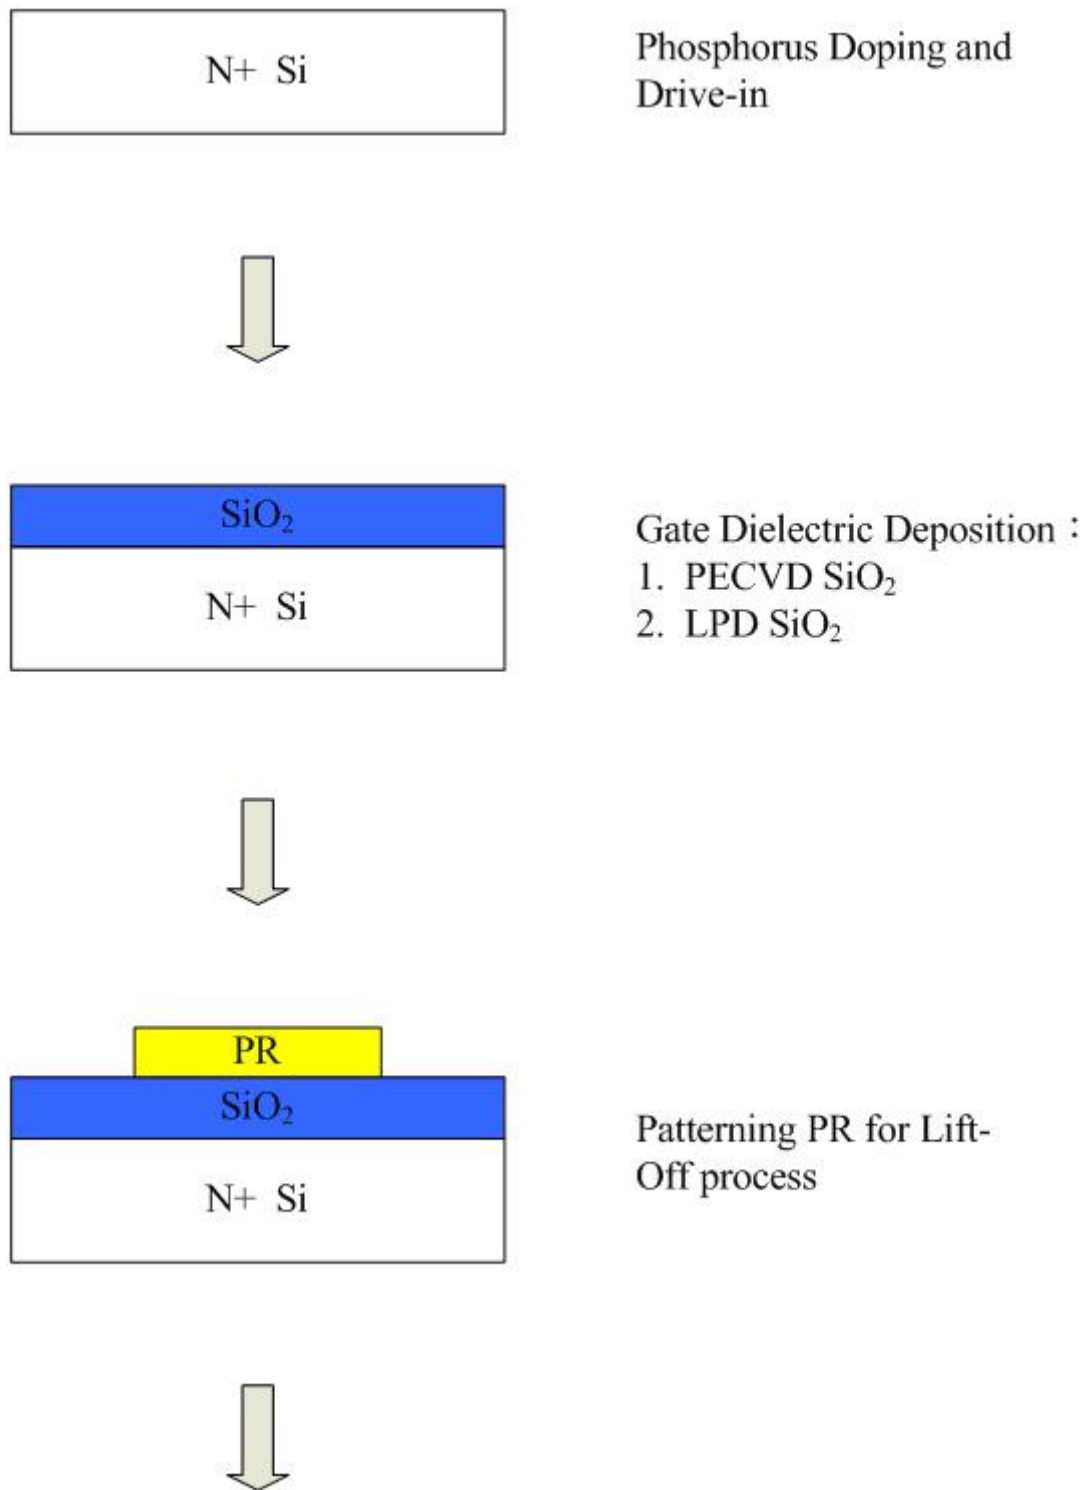 N+ Si
Phosphorus Doping and
Drive-in
SiO₂
N+ Si
Gate Dielectric Deposition：
1. PECVD SiO₂
2. LPD SiO₂
PR
SiO₂
N+ Si
Patterning PR for Lift-
Off process